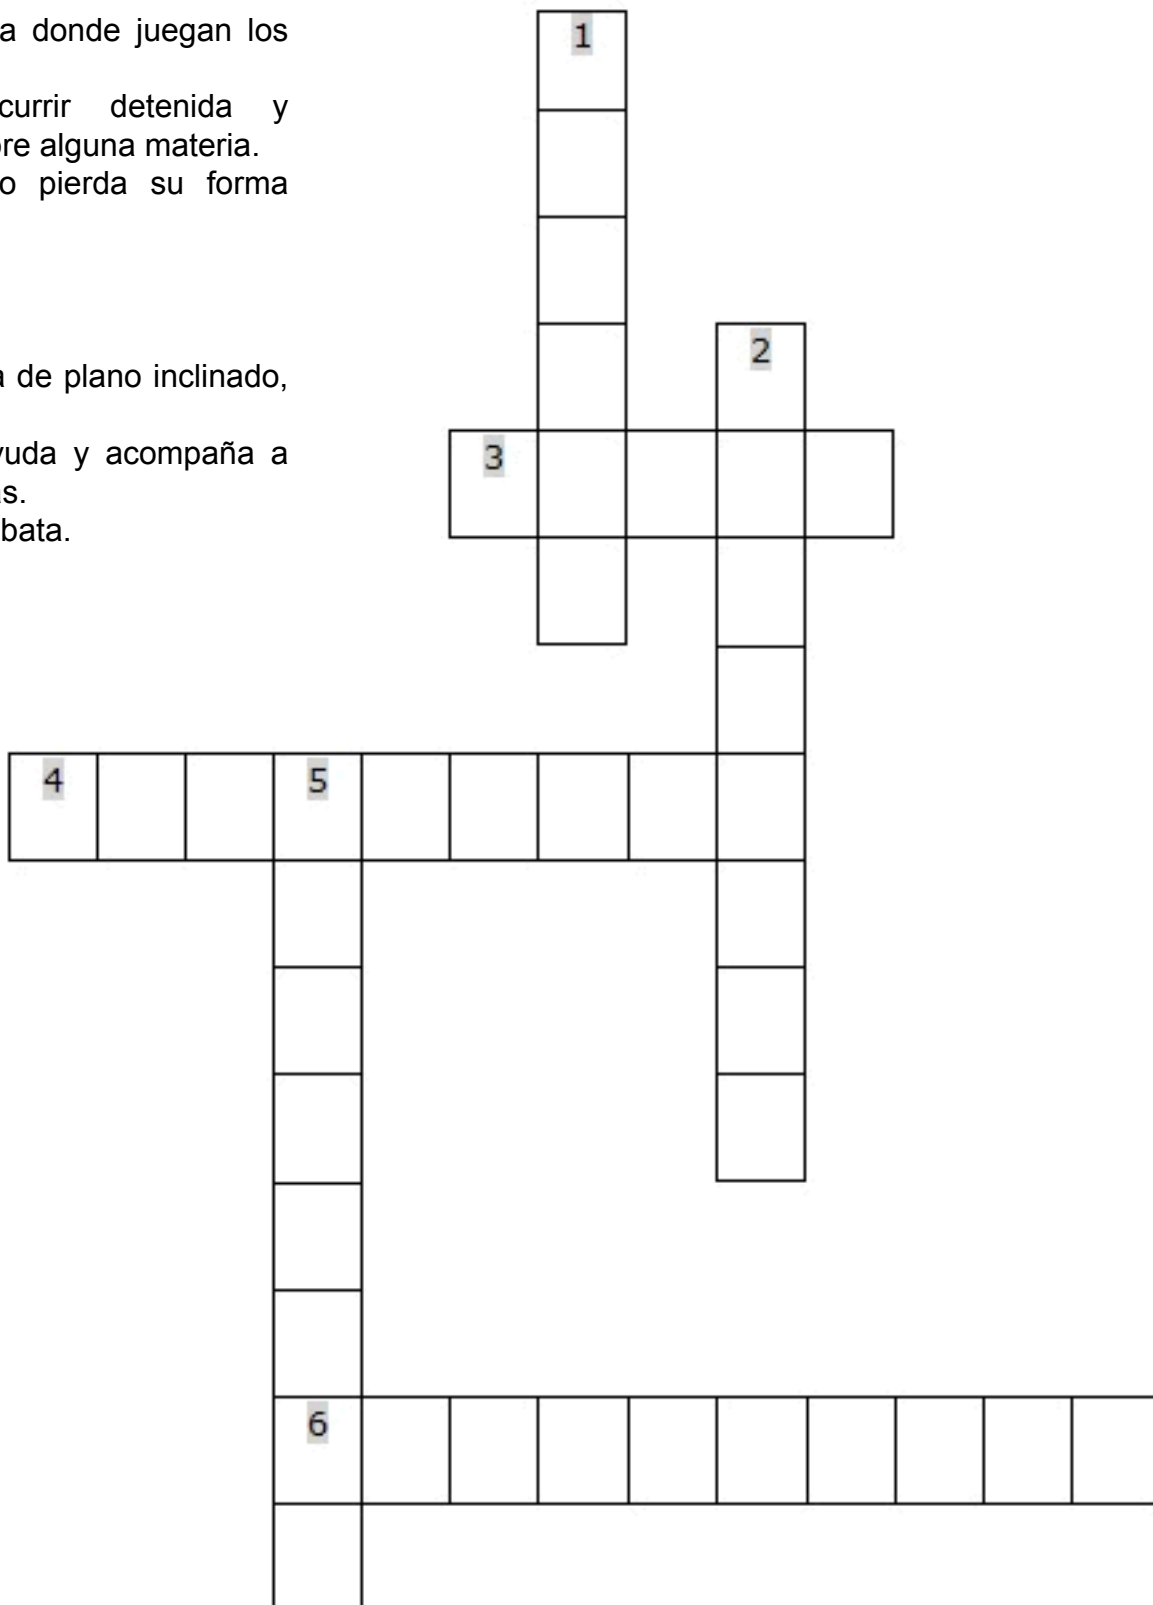 a donde juegan los
currir detenida y
re alguna materia.
o pierda su forma
de plano inclinado,
uda y acompaña a
s.
bata.
1
2
3
4 5
6